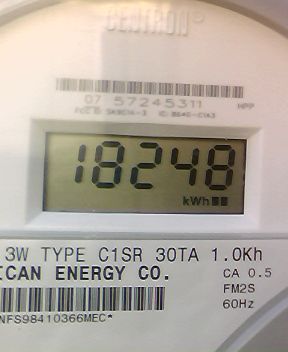 CENTRON®
07 57245311
HPP
18248
kWh
3W TYPE C1SR 30TA 1.0Kh
ICAN ENERGY CO.
CA 0.5
FM2S
60Hz
NFS98410366MEC*